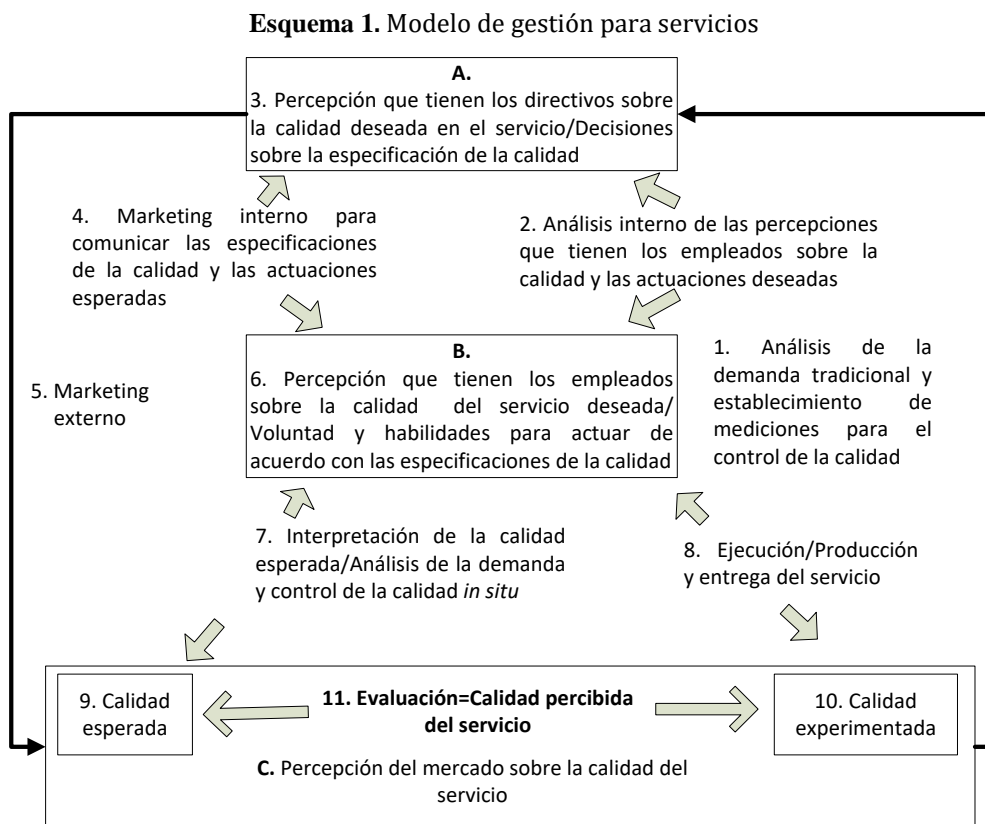 Esquema 1. Modelo de gestión para servicios
A.
3. Percepción que tienen los directivos sobre
la calidad deseada en el servicio/Decisiones
sobre la especificación de la calidad
4. Marketing interno para
comunicar las especificaciones
de la calidad y las actuaciones
esperadas
2. Análisis interno de las percepciones
que tienen los empleados sobre la
calidad y las actuaciones deseadas
B.
6. Percepción que tienen los empleados
sobre la calidad del servicio deseada/
Voluntad y habilidades para actuar de
acuerdo con las especificaciones de la calidad
1. Análisis de la
demanda tradicional y
establecimiento de
mediciones para el
control de la calidad
5. Marketing
externo
7. Interpretación de la calidad
esperada/Análisis de la demanda
y control de la calidad in situ
8. Ejecución/Producción
y entrega del servicio
9. Calidad
esperada
11. Evaluación=Calidad percibida
del servicio
10. Calidad
experimentada
C. Percepción del mercado sobre la calidad del
servicio